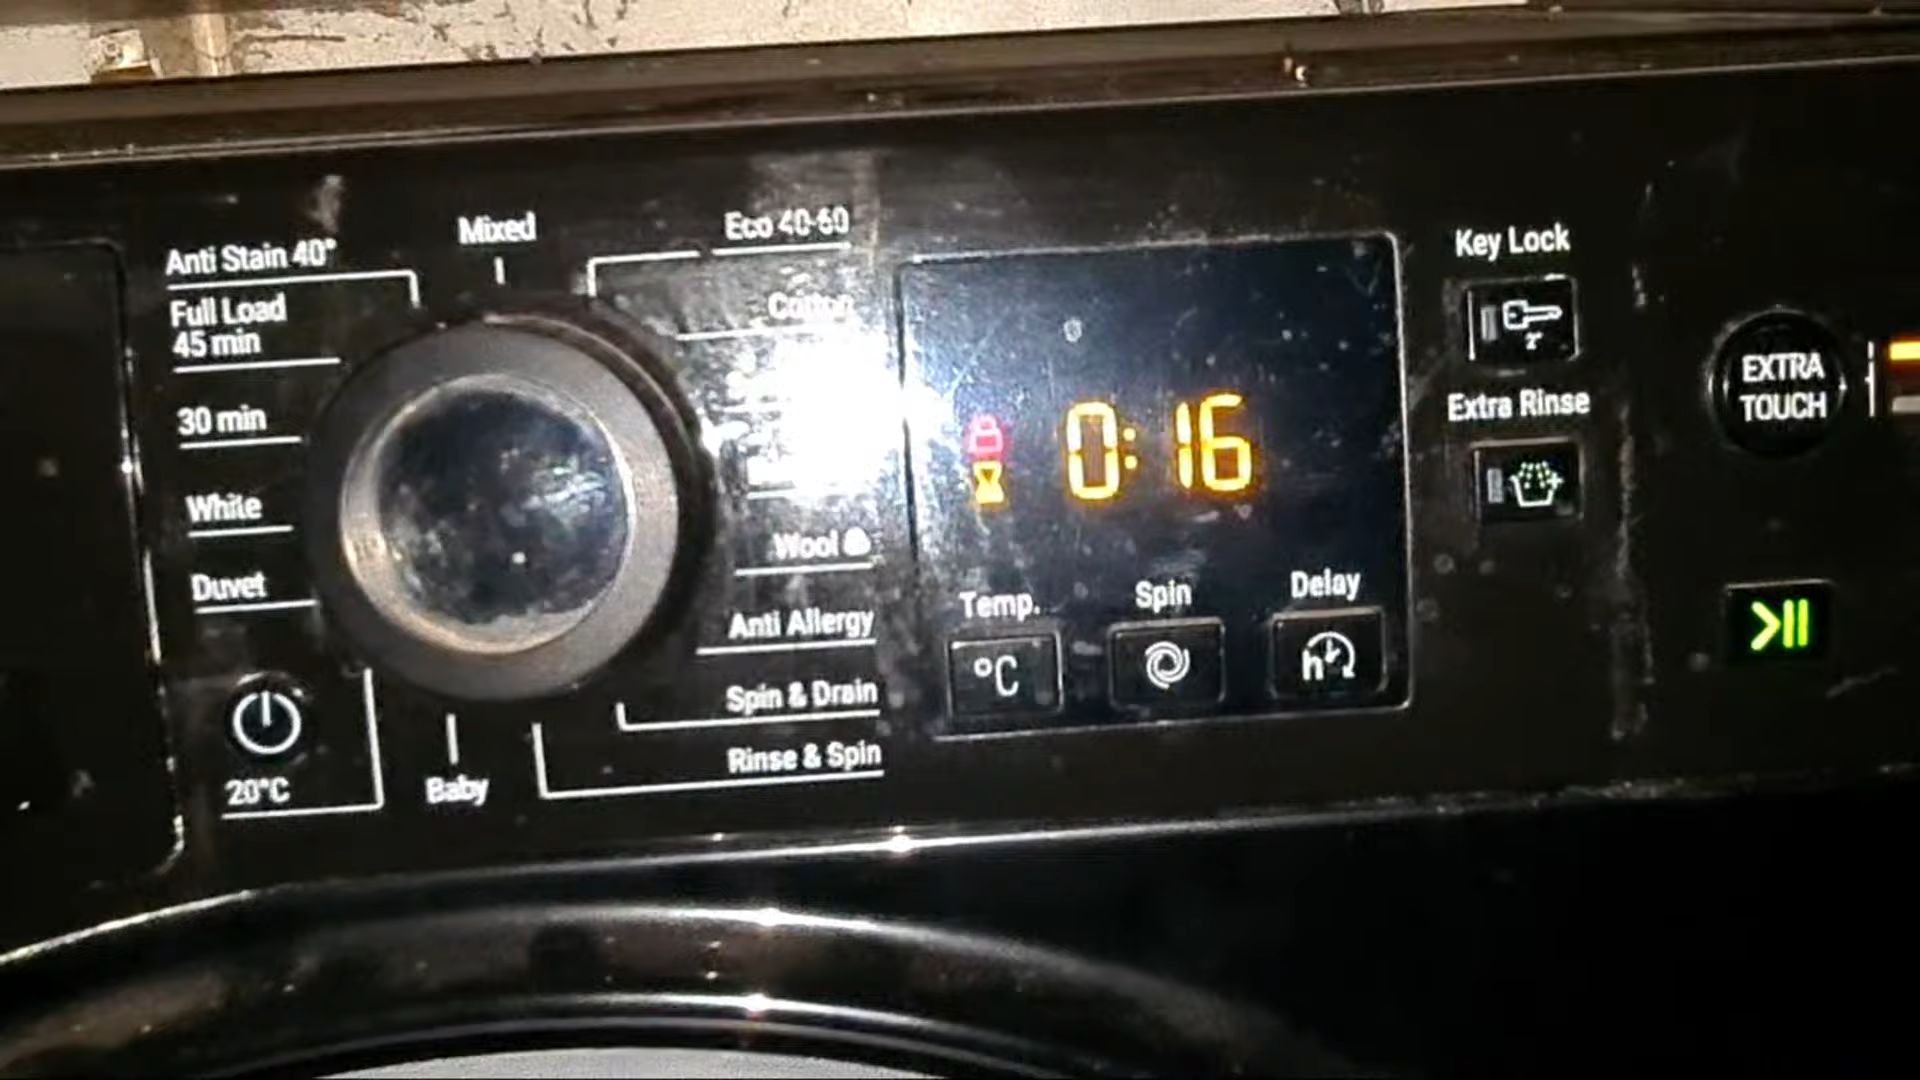 Mixed
Eco 40-60
Anti Stain 40°
Cotton
Full Load
45 min
30 min
White
Wool
Duvet
Anti Allergy
Spin & Drain
Rinse & Spin
20°C
Baby
0:16
Temp.
Spin
Delay
°C
h
Key Lock
Extra Rinse
EXTRA
TOUCH